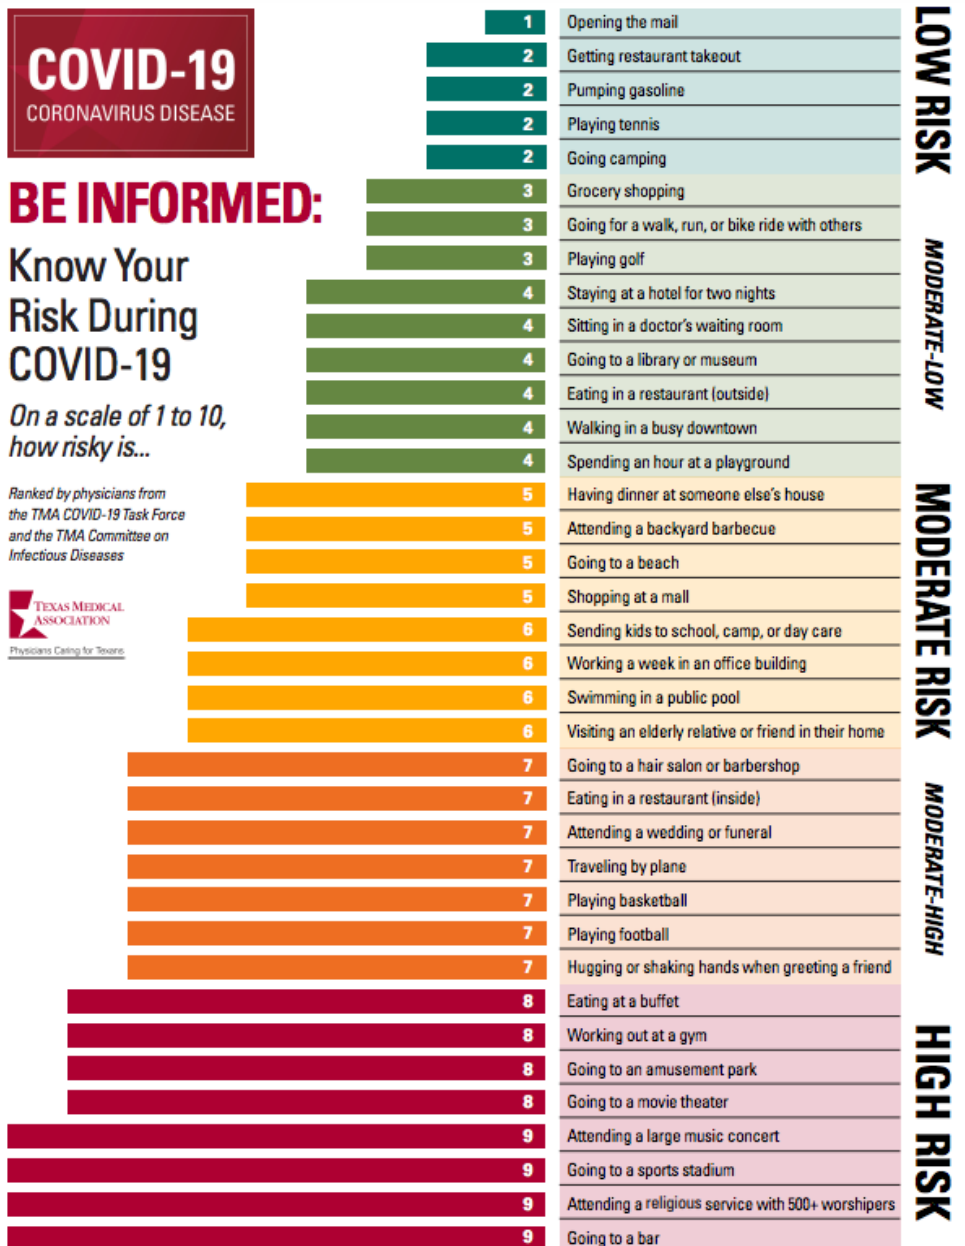 COVID-19
CORONAVIRUS DISEASE
BE INFORMED:
Know Your
Risk During
COVID-19
On a scale of 1 to 10,
how risky is...
Ranked by physicians from
the TMA COVID-19 Task Force
and the TMA Committee on
Infectious Diseases
TEXAS MEDICAL
ASSOCIATION
Physicians Caring for Texans
1 Opening the mail
2 Getting restaurant takeout
2 Pumping gasoline
2 Playing tennis
2 Going camping
3 Grocery shopping
3 Going for a walk, run, or bike ride with others
3 Playing golf
4 Staying at a hotel for two nights
4 Sitting in a doctor's waiting room
4 Going to a library or museum
4 Eating in a restaurant (outside)
4 Walking in a busy downtown
4 Spending an hour at a playground
5 Having dinner at someone else's house
5 Attending a backyard barbecue
5 Going to a beach
5 Shopping at a mall
6 Sending kids to school, camp, or day care
6 Working a week in an office building
6 Swimming in a public pool
6 Visiting an elderly relative or friend in their home
7 Going to a hair salon or barbershop
7 Eating in a restaurant (inside)
7 Attending a wedding or funeral
7 Traveling by plane
7 Playing basketball
7 Playing football
7 Hugging or shaking hands when greeting a friend
8 Eating at a buffet
8 Working out at a gym
8 Going to an amusement park
8 Going to a movie theater
9 Attending a large music concert
9 Going to a sports stadium
9 Attending a religious service with 500+ worshipers
9 Going to a bar
LOW RISK
MODERATE-LOW
MODERATE RISK
MODERATE-HIGH
HIGH RISK